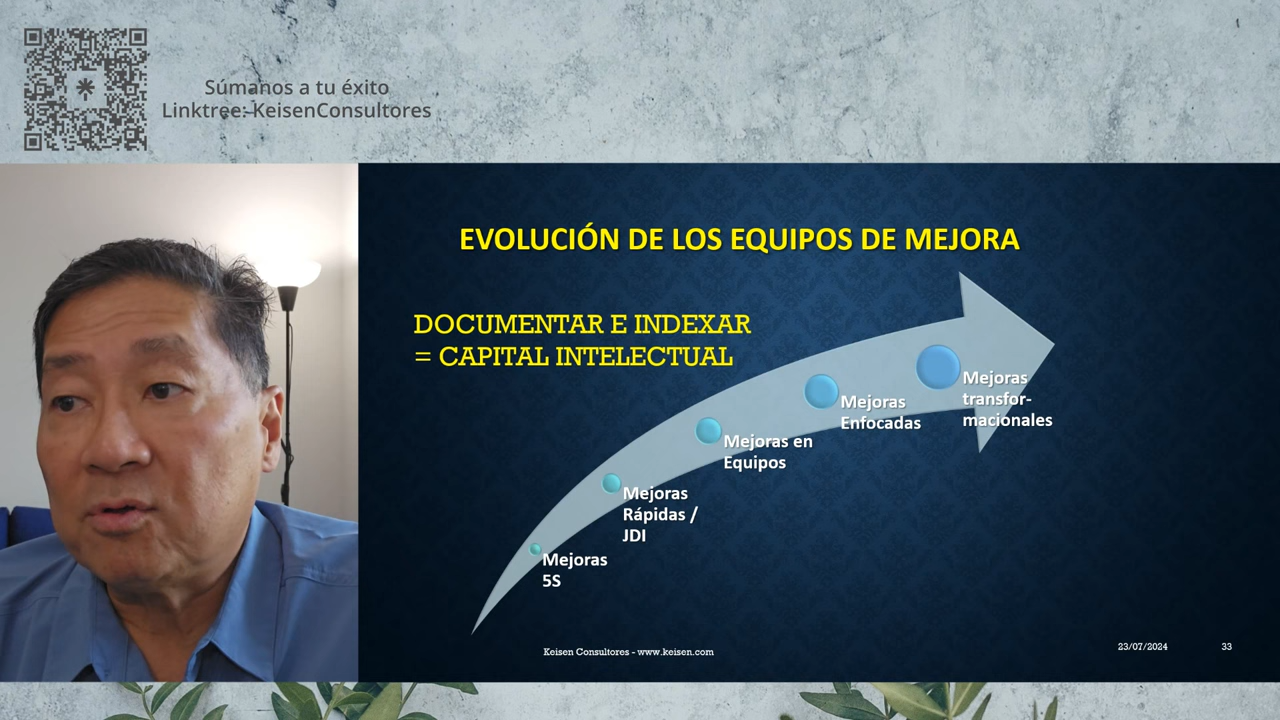 Súmanos a tu éxito
Linktree: KeisenConsultores
EVOLUCIÓN DE LOS EQUIPOS DE MEJORA
DOCUMENTAR E INDEXAR
= CAPITAL INTELECTUAL
Mejoras
transfor-
macionales
Mejoras
Enfocadas
Mejoras en
Equipos
Mejoras
Rápidas /
JDI
Mejoras
5S
Keisen Consultores - www.keisen.com
23/07/2024
33